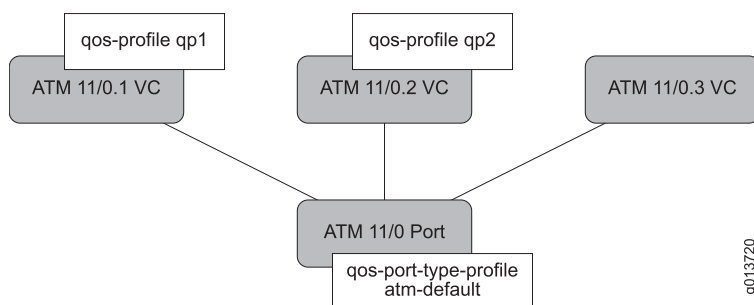 qos-profile qp1
qos-profile qp2
ATM 11/0.1 VC
ATM 11/0.2 VC
ATM 11/0.3 VC
ATM 11/0 Port
qos-port-type-profile
atm-default
g013720